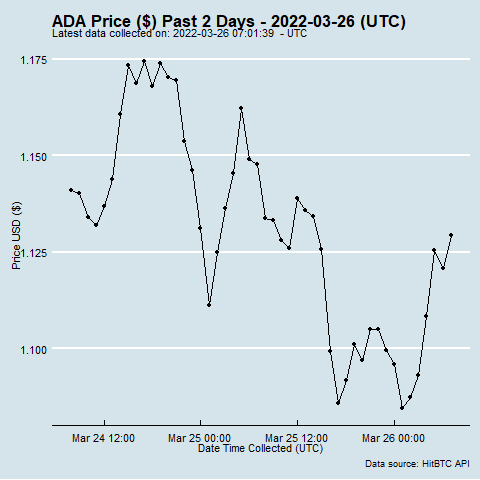 ADA Price ($) Past 2 Days - 2022-03-26 (UTC)
Latest data collected on: 2022-03-26 07:01:39  - UTC
1.175
1.150
1.125
1.100
Price USD ($)
Mar 24 12:00 Mar 25 00:00 Mar 25 12:00 Mar 26 00:00
Date Time Collected (UTC)
Data source: HitBTC API